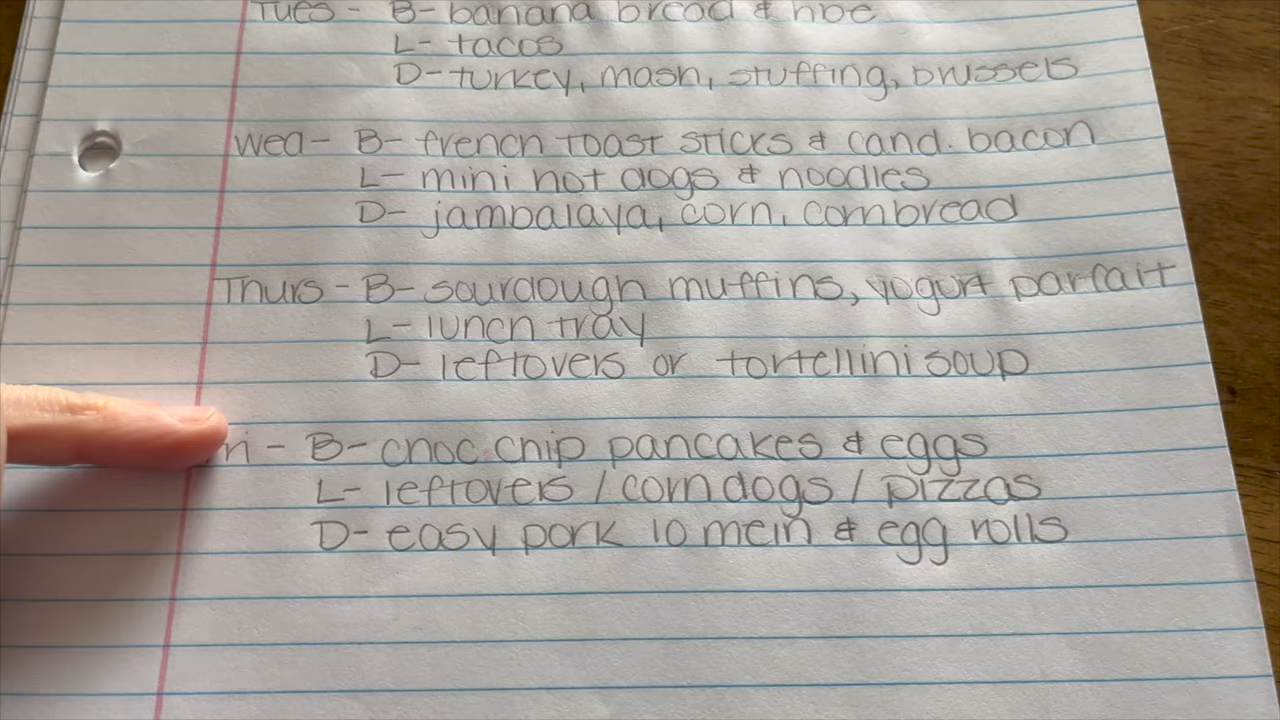 Tues - B- banana bread & hbe
L- tacos
D- turkey, mash, stuffing, brussels
Wed- B- french toast sticks & cand. bacon
L- mini hot dogs & noodles
D- jambalaya, corn, cornbread
Thurs - B- sourdough muffins, yogurt parfait
L- lunch tray
D- leftovers or tortellini soup
- B- choc chip pancakes & eggs
L- leftovers / corn dogs / pizzas
D- easy pork lo mein & egg rolls